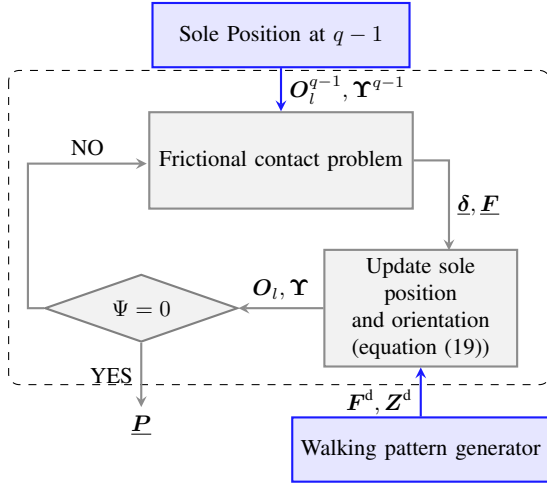 Sole Position at q − 1
O_l^{q−1}, Υ^{q−1}
NO
Frictional contact problem
δ, F
Update sole
position
and orientation
(equation (19))
O_l, Υ
Ψ = 0
YES
F^d, Z^d
P
Walking pattern generator